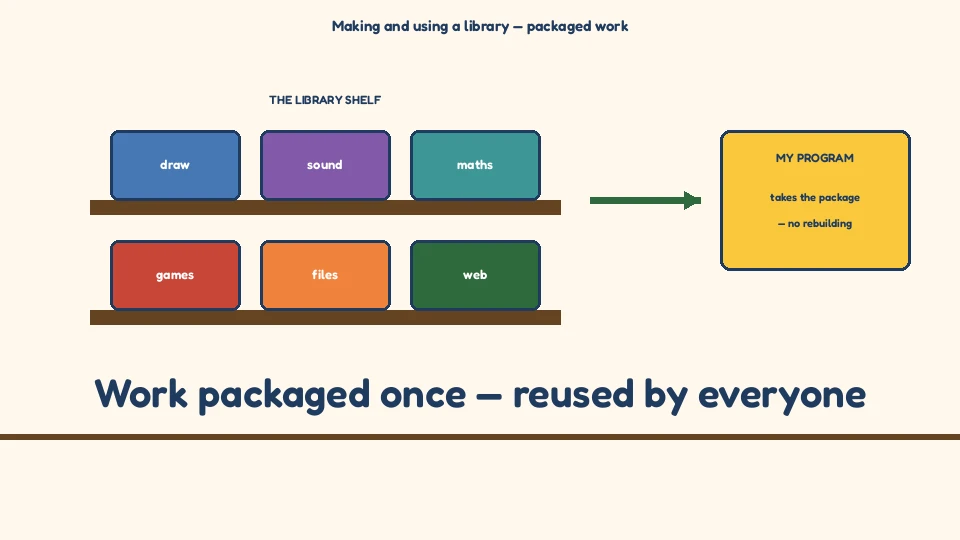 Making and using a library — packaged work
THE LIBRARY SHELF
draw
sound
maths
MY PROGRAM
takes the package
— no rebuilding
games
files
web
Work packaged once — reused by everyone